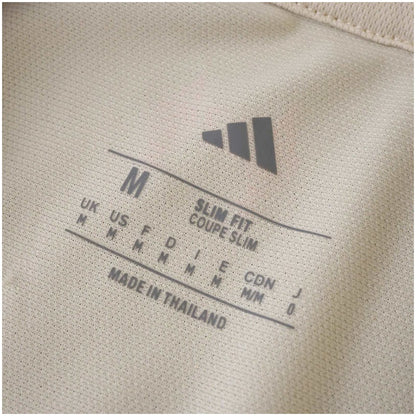 M
SLIM FIT
COUPE SLIM
UK US F D I E CDN J
M M M M M M M/M O
MADE IN THAILAND